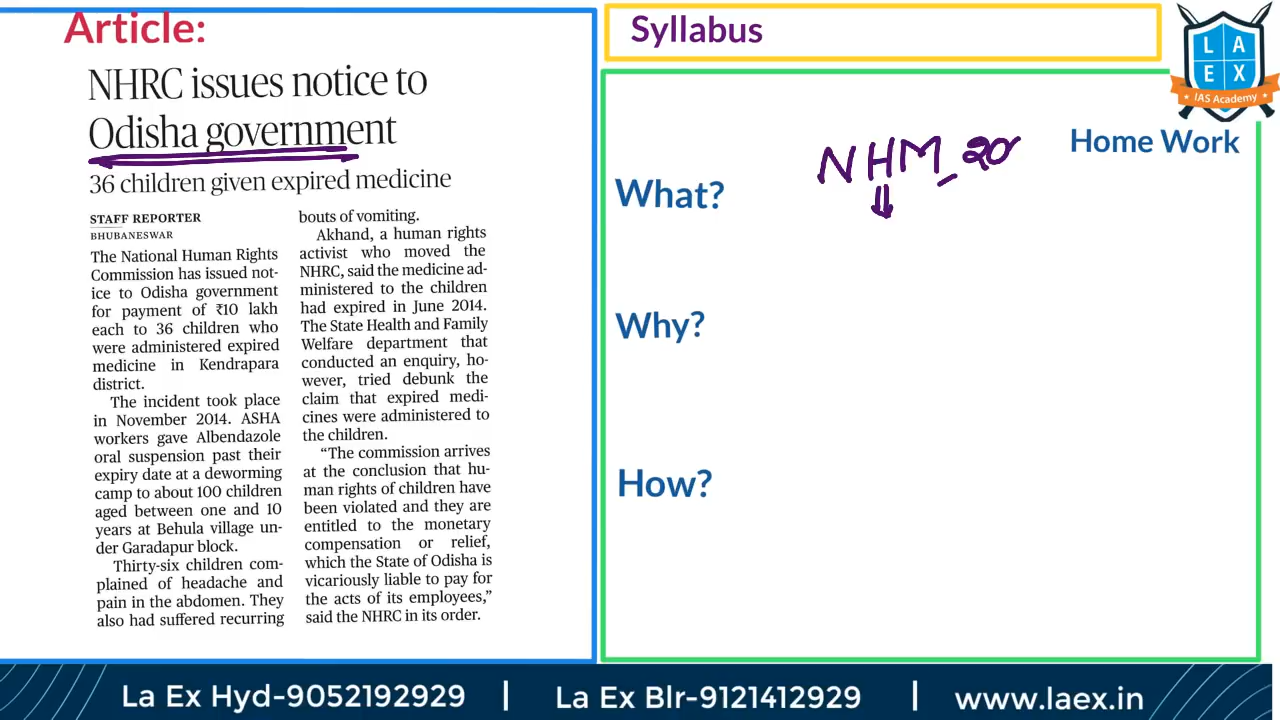 Article:
NHRC issues notice to
Odisha government
36 children given expired medicine
STAFF REPORTER
BHUBANESWAR
The National Human Rights
Commission has issued not-
ice to Odisha government
for payment of ₹10 lakh
each to 36 children who
were administered expired
medicine in Kendrapara
district.
The incident took place
in November 2014. ASHA
workers gave Albendazole
oral suspension past their
expiry date at a deworming
camp to about 100 children
aged between one and 10
years at Behula village un-
der Garadapur block.
Thirty-six children com-
plained of headache and
pain in the abdomen. They
also had suffered recurring
bouts of vomiting.
Akhand, a human rights
activist who moved the
NHRC, said the medicine ad-
ministered to the children
had expired in June 2014.
The State Health and Family
Welfare department that
conducted an enquiry, ho-
wever, tried debunk the
claim that expired medi-
cines were administered to
the children.
"The commission arrives
at the conclusion that hu-
man rights of children have
been violated and they are
entitled to the monetary
compensation or relief,
which the State of Odisha is
vicariously liable to pay for
the acts of its employees,"
said the NHRC in its order.
Syllabus
L A
E X
IAS Academy
Home Work
NHM_20
What?
Why?
How?
La Ex Hyd-9052192929 | La Ex Blr-9121412929 | www.laex.in